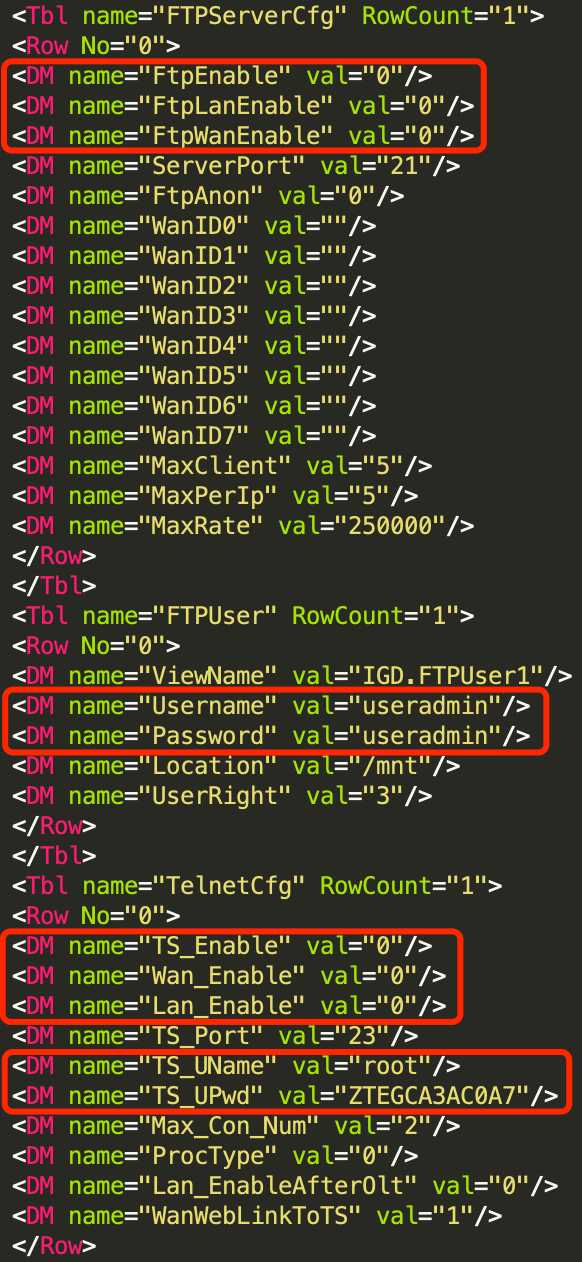 <Tbl name="FTPServerCfg" RowCount="1">
<Row No="0">
<DM name="FtpEnable" val="0"/>
<DM name="FtpLanEnable" val="0"/>
<DM name="FtpWanEnable" val="0"/>
<DM name="ServerPort" val="21"/>
<DM name="FtpAnon" val="0"/>
<DM name="WanID0" val=""/>
<DM name="WanID1" val=""/>
<DM name="WanID2" val=""/>
<DM name="WanID3" val=""/>
<DM name="WanID4" val=""/>
<DM name="WanID5" val=""/>
<DM name="WanID6" val=""/>
<DM name="WanID7" val=""/>
<DM name="MaxClient" val="5"/>
<DM name="MaxPerIp" val="5"/>
<DM name="MaxRate" val="250000"/>
</Row>
</Tbl>
<Tbl name="FTPUser" RowCount="1">
<Row No="0">
<DM name="ViewName" val="IGD.FTPUser1"/>
<DM name="Username" val="useradmin"/>
<DM name="Password" val="useradmin"/>
<DM name="Location" val="/mnt"/>
<DM name="UserRight" val="3"/>
</Row>
</Tbl>
<Tbl name="TelnetCfg" RowCount="1">
<Row No="0">
<DM name="TS_Enable" val="0"/>
<DM name="Wan_Enable" val="0"/>
<DM name="Lan_Enable" val="0"/>
<DM name="TS_Port" val="23"/>
<DM name="TS_UName" val="root"/>
<DM name="TS_UPwd" val="ZTEGCA3AC0A7"/>
<DM name="Max_Con_Num" val="2"/>
<DM name="ProcType" val="0"/>
<DM name="Lan_EnableAfterOlt" val="0"/>
<DM name="WanWebLinkToTS" val="1"/>
</Row>